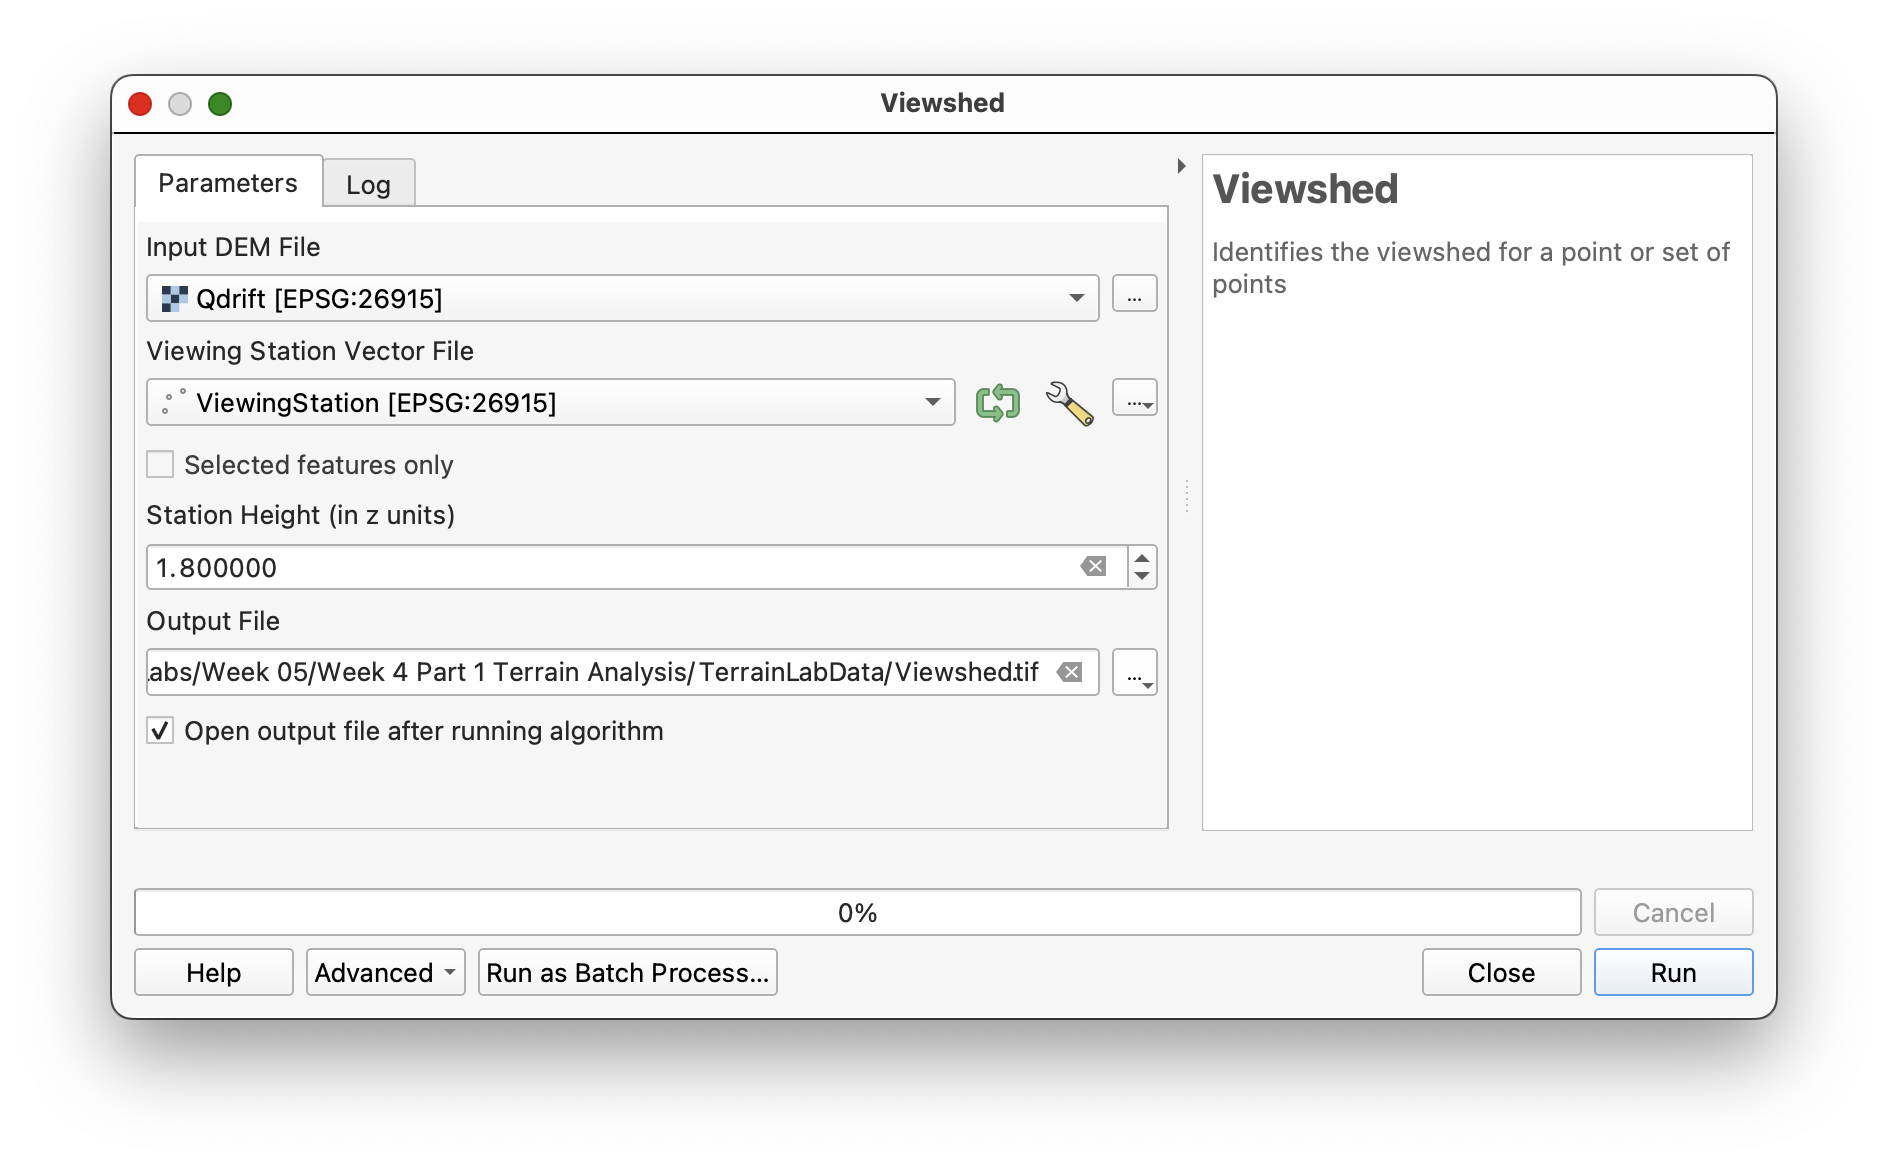 Viewshed
Parameters
Log
Input DEM File
Qdrift [EPSG:26915]
...
Viewing Station Vector File
ViewingStation [EPSG:26915]
...
Selected features only
Station Height (in z units)
1.800000
Output File
abs/Week 05/Week 4 Part 1 Terrain Analysis/TerrainLabData/Viewshed.tif
...
Open output file after running algorithm
Viewshed
Identifies the viewshed for a point or set of
points
0%
Cancel
Help
Advanced
Run as Batch Process...
Close
Run